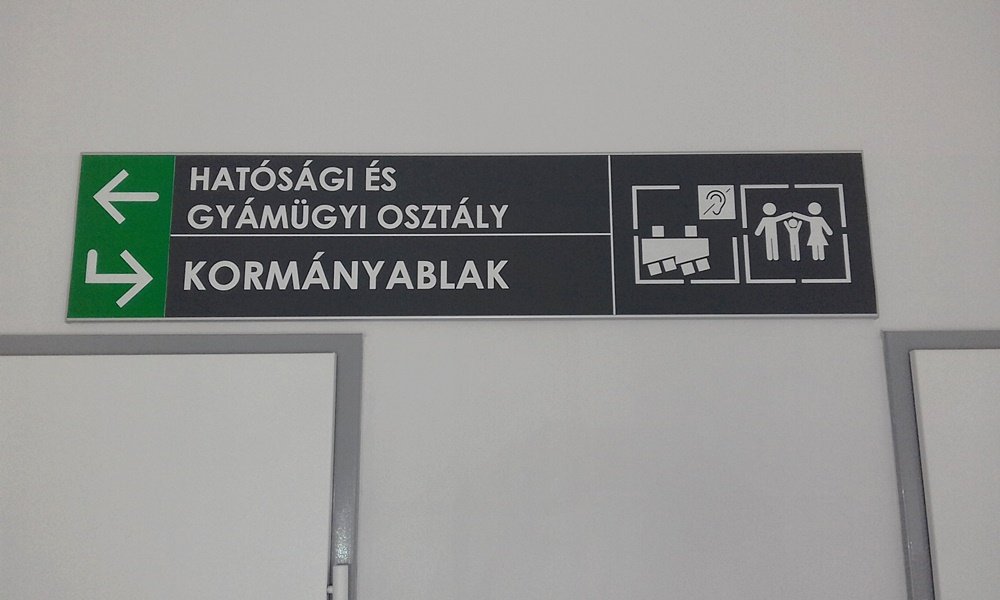 HATÓSÁGI ÉS
GYÁMÜGYI OSZTÁLY
KORMÁNYABLAK